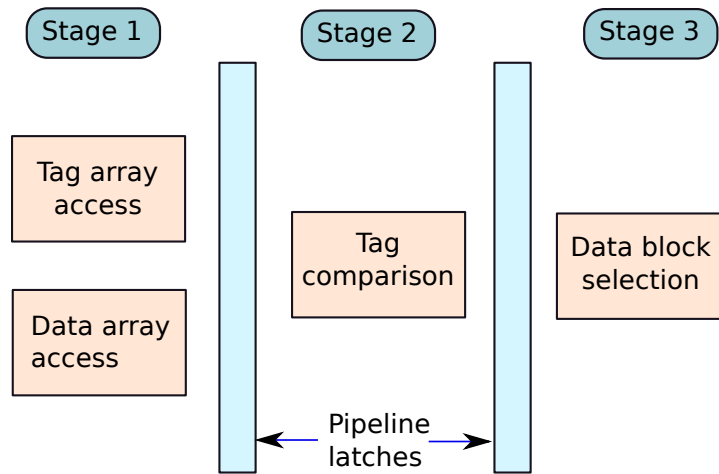 Stage 1
Stage 2
Stage 3
Tag array
access
Data array
access
Tag
comparison
Data block
selection
Pipeline
latches